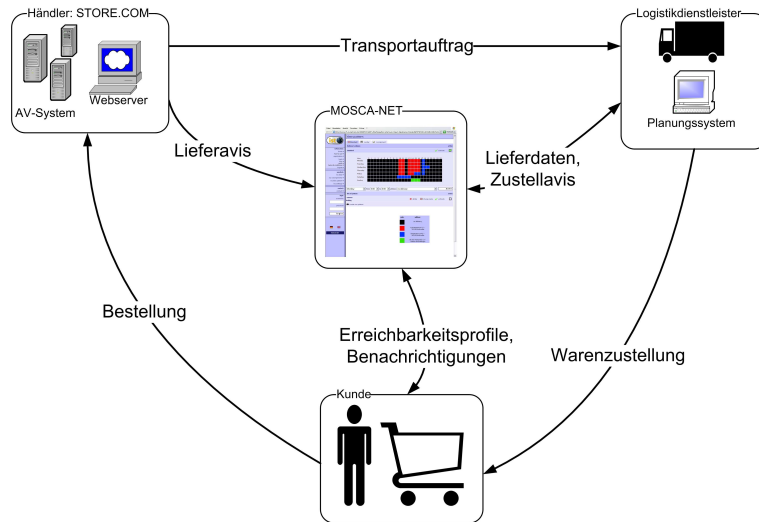 Händler: STORE.COM
AV-System
Webserver
Transportauftrag
Logistikdienstleister
Planungssystem
MOSCA-NET
Lieferavis
Lieferdaten,
Zustellavis
Bestellung
Erreichbarkeitsprofile,
Benachrichtigungen
Warenzustellung
Kunde